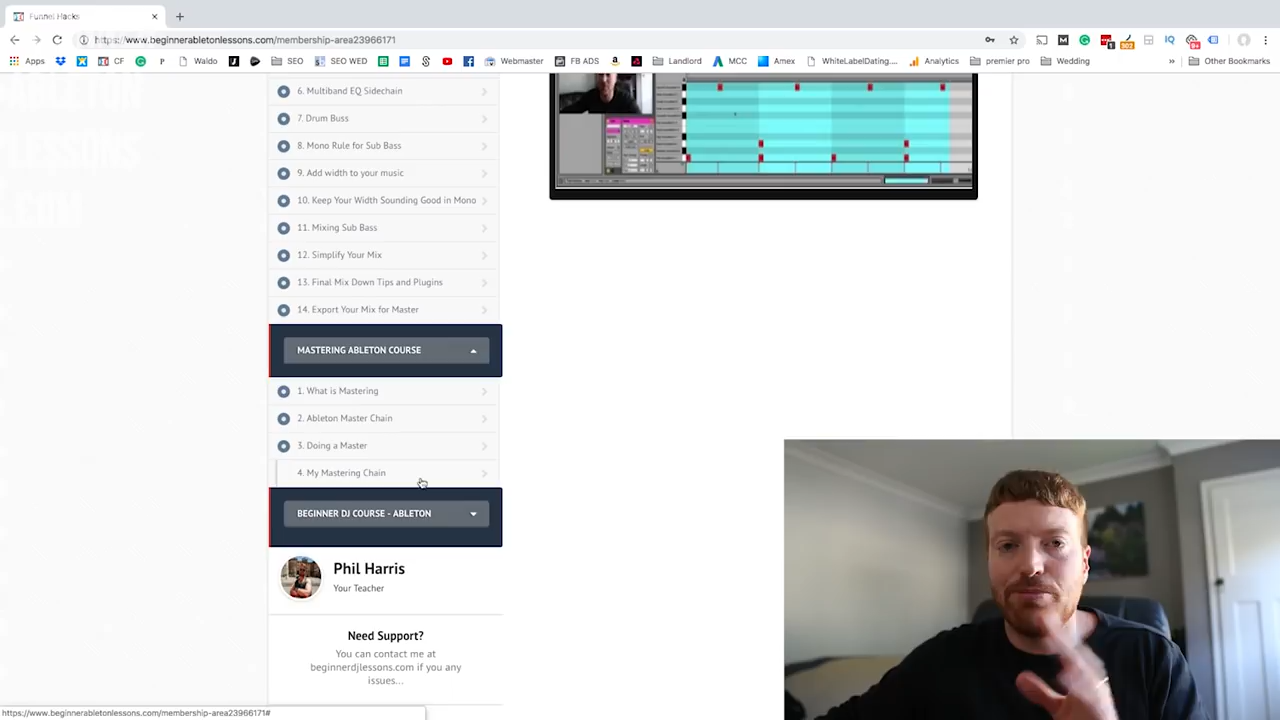 Funnel Hacks
https://www.beginnerabletonlessons.com/membership-area23966171
Apps
CF
Waldo
SEO
SEO WED
Webmaster
FB ADS
Landlord
MCC
Amex
WhiteLabelDating....
Analytics
premier pro
Wedding
»
Other Bookmarks
6. Multiband EQ Sidechain
7. Drum Buss
8. Mono Rule for Sub Bass
9. Add width to your music
10. Keep Your Width Sounding Good in Mono
11. Mixing Sub Bass
12. Simplify Your Mix
13. Final Mix Down Tips and Plugins
14. Export Your Mix for Master
MASTERING ABLETON COURSE
1. What is Mastering
2. Ableton Master Chain
3. Doing a Master
4. My Mastering Chain
BEGINNER DJ COURSE - ABLETON
Phil Harris
Your Teacher
Need Support?
You can contact me at
beginnerdjlessons.com if you any
issues...
https://www.beginnerabletonlessons.com/membership-area23966171#